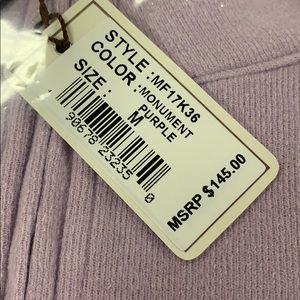 STYLE : MF17K36
COLOR : MONUMENT
PURPLE
SIZE : M
90678 23235 0
MSRP $145.00